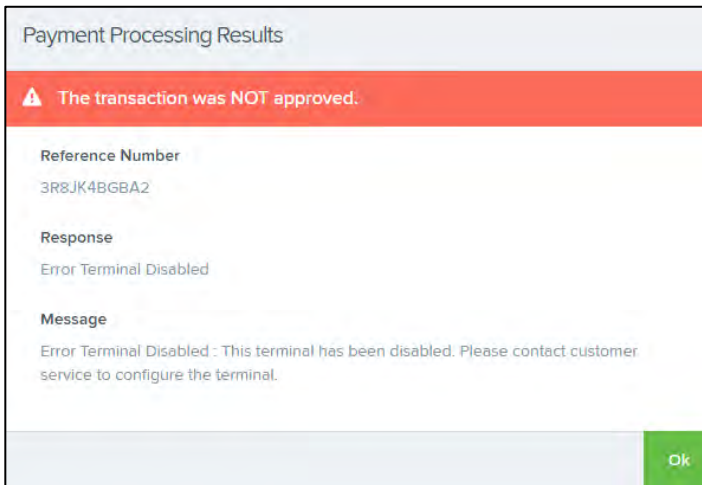 Payment Processing Results
The transaction was NOT approved.
Reference Number
3R8JK4BGBA2
Response
Error Terminal Disabled
Message
Error Terminal Disabled : This terminal has been disabled. Please contact customer
service to configure the terminal.
Ok